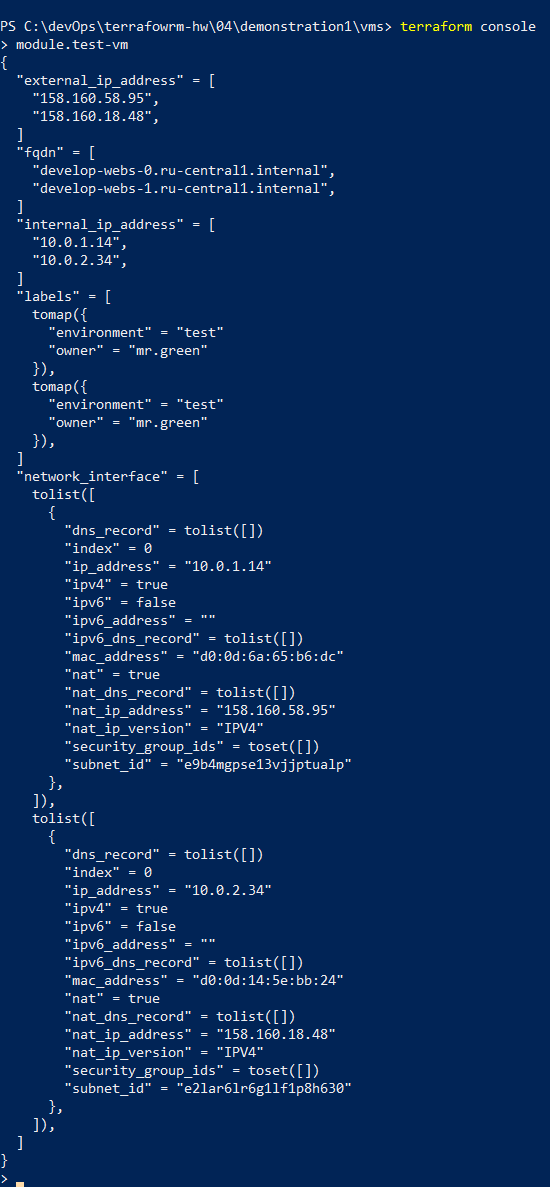 PS C:\devOps\terrafowrm-hw\04\demonstration1\vms> terraform console
> module.test-vm
{
  "external_ip_address" = [
    "158.160.58.95",
    "158.160.18.48",
  ]
  "fqdn" = [
    "develop-webs-0.ru-central1.internal",
    "develop-webs-1.ru-central1.internal",
  ]
  "internal_ip_address" = [
    "10.0.1.14",
    "10.0.2.34",
  ]
  "labels" = [
    tomap({
      "environment" = "test"
      "owner" = "mr.green"
    }),
    tomap({
      "environment" = "test"
      "owner" = "mr.green"
    }),
  ]
  "network_interface" = [
    tolist([
      {
        "dns_record" = tolist([])
        "index" = 0
        "ip_address" = "10.0.1.14"
        "ipv4" = true
        "ipv6" = false
        "ipv6_address" = ""
        "ipv6_dns_record" = tolist([])
        "mac_address" = "d0:0d:6a:65:b6:dc"
        "nat" = true
        "nat_dns_record" = tolist([])
        "nat_ip_address" = "158.160.58.95"
        "nat_ip_version" = "IPV4"
        "security_group_ids" = toset([])
        "subnet_id" = "e9b4mgpse13vjjptualp"
      },
    ]),
    tolist([
      {
        "dns_record" = tolist([])
        "index" = 0
        "ip_address" = "10.0.2.34"
        "ipv4" = true
        "ipv6" = false
        "ipv6_address" = ""
        "ipv6_dns_record" = tolist([])
        "mac_address" = "d0:0d:14:5e:bb:24"
        "nat" = true
        "nat_dns_record" = tolist([])
        "nat_ip_address" = "158.160.18.48"
        "nat_ip_version" = "IPV4"
        "security_group_ids" = toset([])
        "subnet_id" = "e2lar6lr6g1lf1p8h630"
      },
    ]),
  ]
}
>